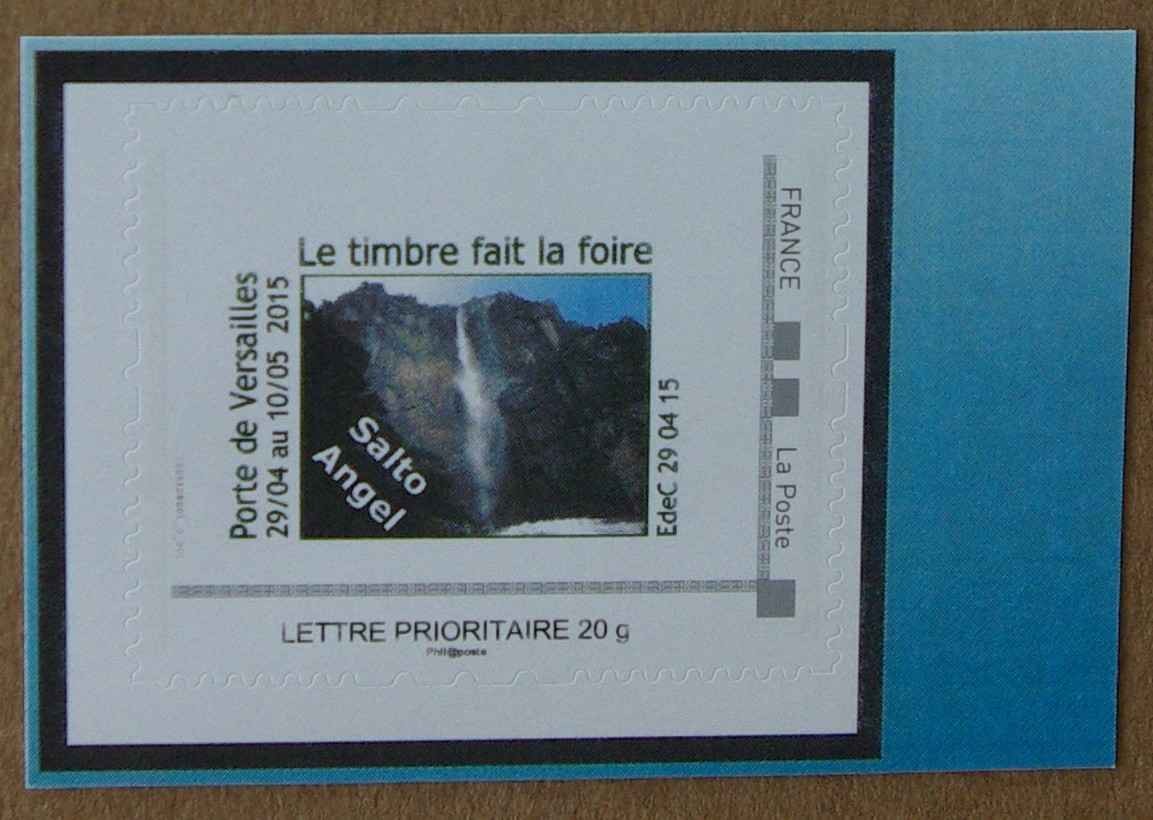 Le timbre fait la foire
Porte de Versailles
29/04 au 10/05 2015
Salto
Angel
EdeC 29 04 15
FRANCE
La Poste
LETTRE PRIORITAIRE 20 g
Phil@poste